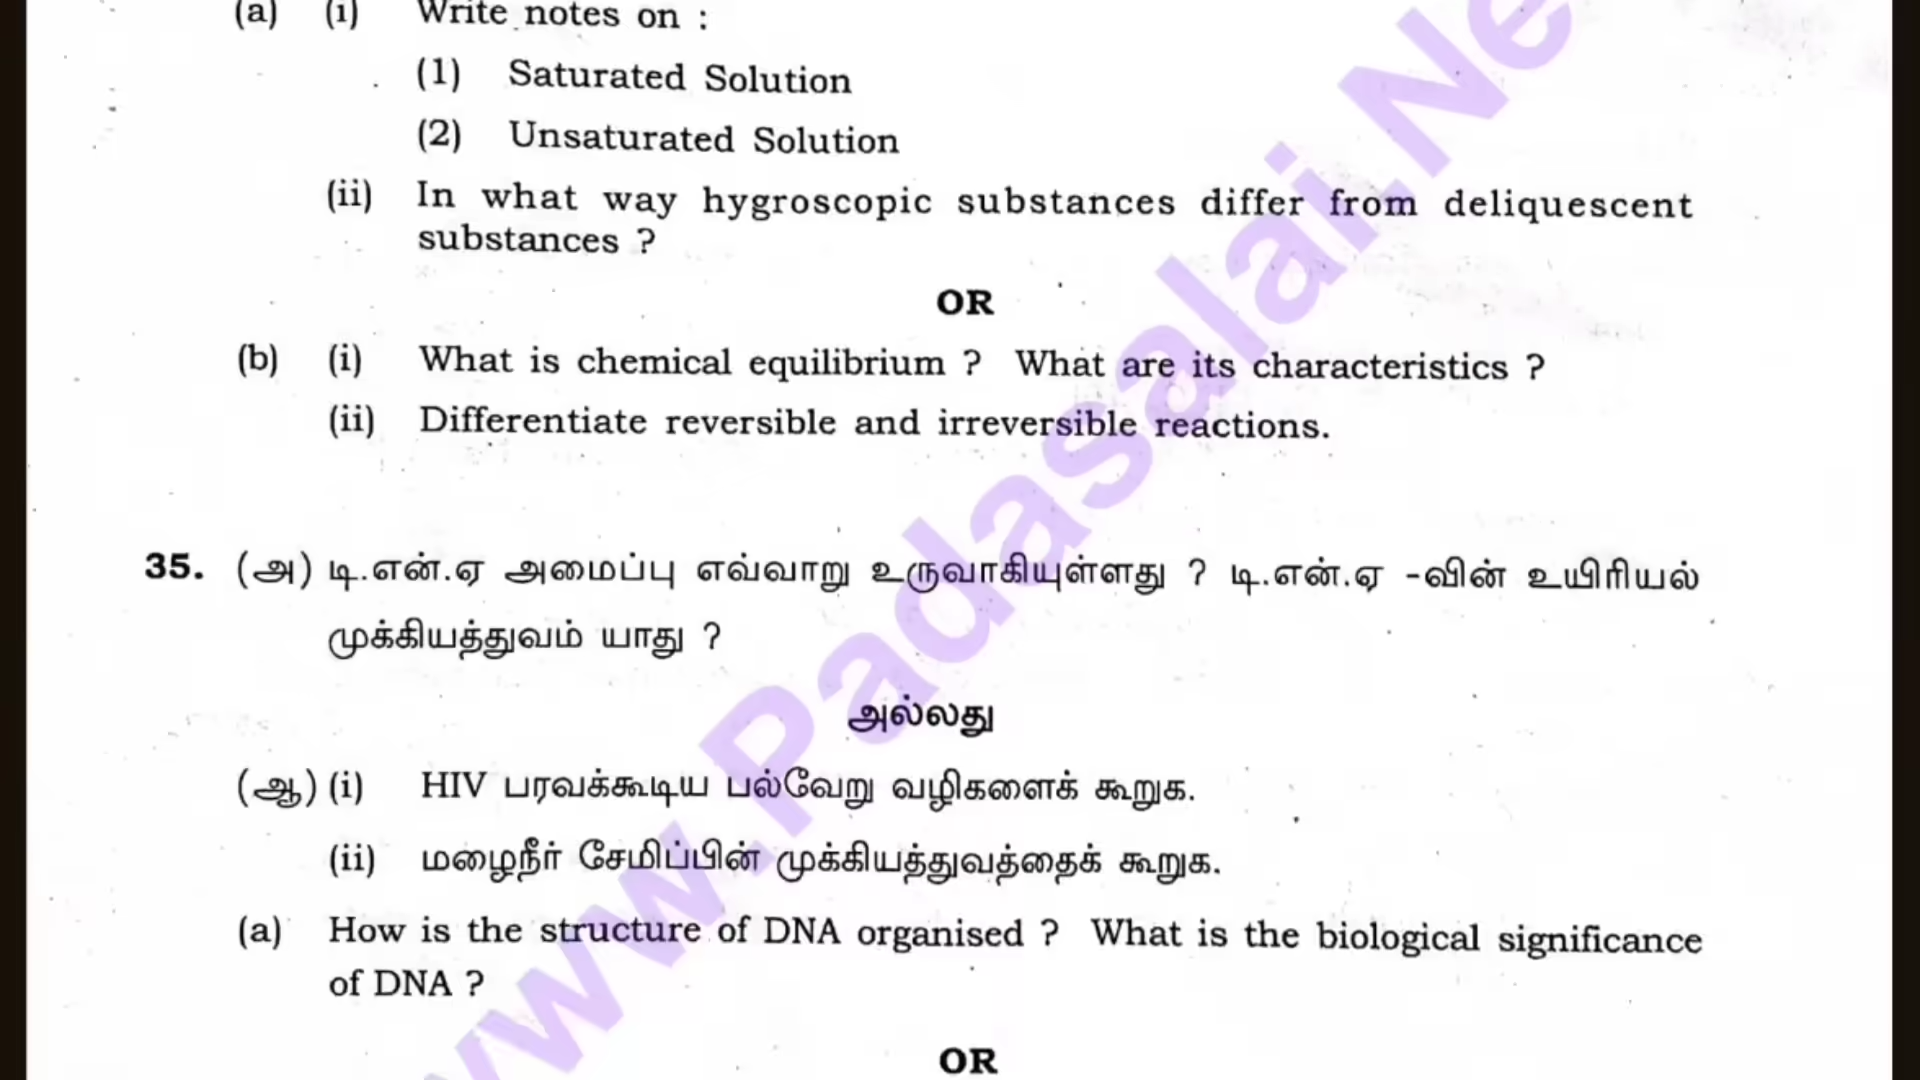 (a) (i) Write notes on :
(1) Saturated Solution
(2) Unsaturated Solution
(ii) In what way hygroscopic substances differ from deliquescent
substances ?
OR
(b) (i) What is chemical equilibrium ? What are its characteristics ?
(ii) Differentiate reversible and irreversible reactions.
35. (அ) டி.என்.ஏ அமைப்பு எவ்வாறு உருவாகியுள்ளது ? டி.என்.ஏ -வின் உயிரியல்
முக்கியத்துவம் யாது ?
அல்லது
(ஆ) (i) HIV பரவக்கூடிய பல்வேறு வழிகளைக் கூறுக.
(ii) மழைநீர் சேமிப்பின் முக்கியத்துவத்தைக் கூறுக.
(a) How is the structure of DNA organised ? What is the biological significance
of DNA ?
OR
www.Padasalai.Ne